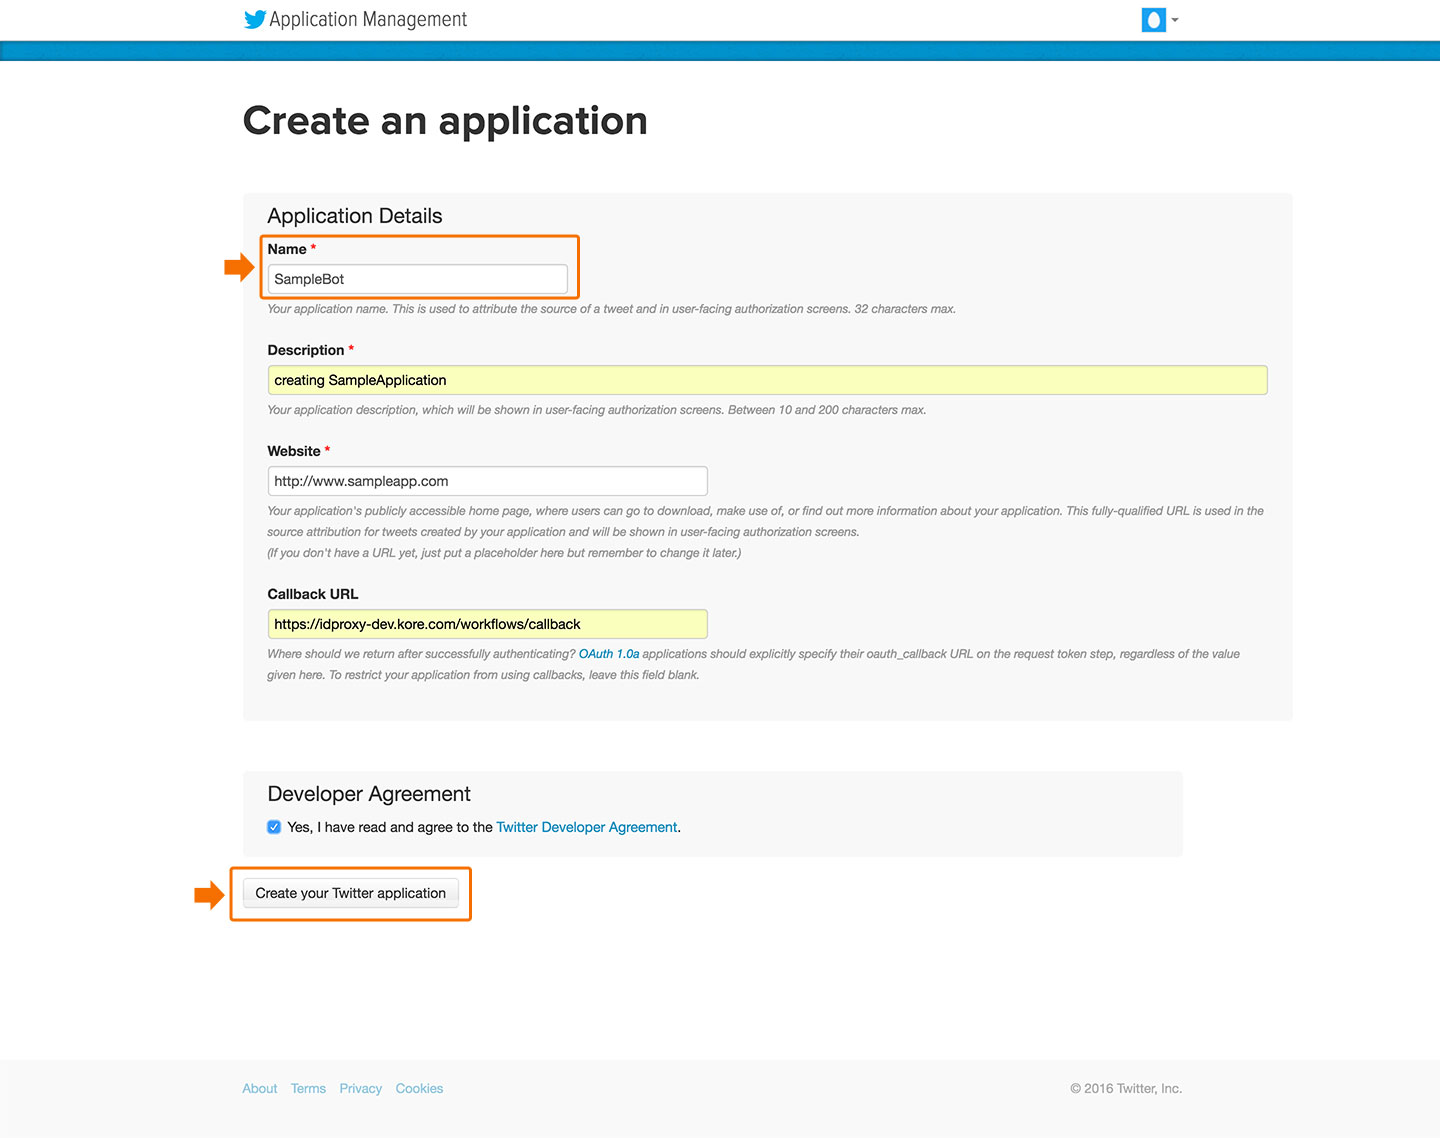 Application Management
Create an application
Application Details
Name *
SampleBot
Your application name. This is used to attribute the source of a tweet and in user-facing authorization screens. 32 characters max.
Description *
creating SampleApplication
Your application description, which will be shown in user-facing authorization screens. Between 10 and 200 characters max.
Website *
http://www.sampleapp.com
Your application's publicly accessible home page, where users can go to download, make use of, or find out more information about your application. This fully-qualified URL is used in the
source attribution for tweets created by your application and will be shown in user-facing authorization screens.
(If you don't have a URL yet, just put a placeholder here but remember to change it later.)
Callback URL
https://idproxy-dev.kore.com/workflows/callback
Where should we return after successfully authenticating? OAuth 1.0a applications should explicitly specify their oauth_callback URL on the request token step, regardless of the value
given here. To restrict your application from using callbacks, leave this field blank.
Developer Agreement
Yes, I have read and agree to the Twitter Developer Agreement.
Create your Twitter application
About Terms Privacy Cookies © 2016 Twitter, Inc.